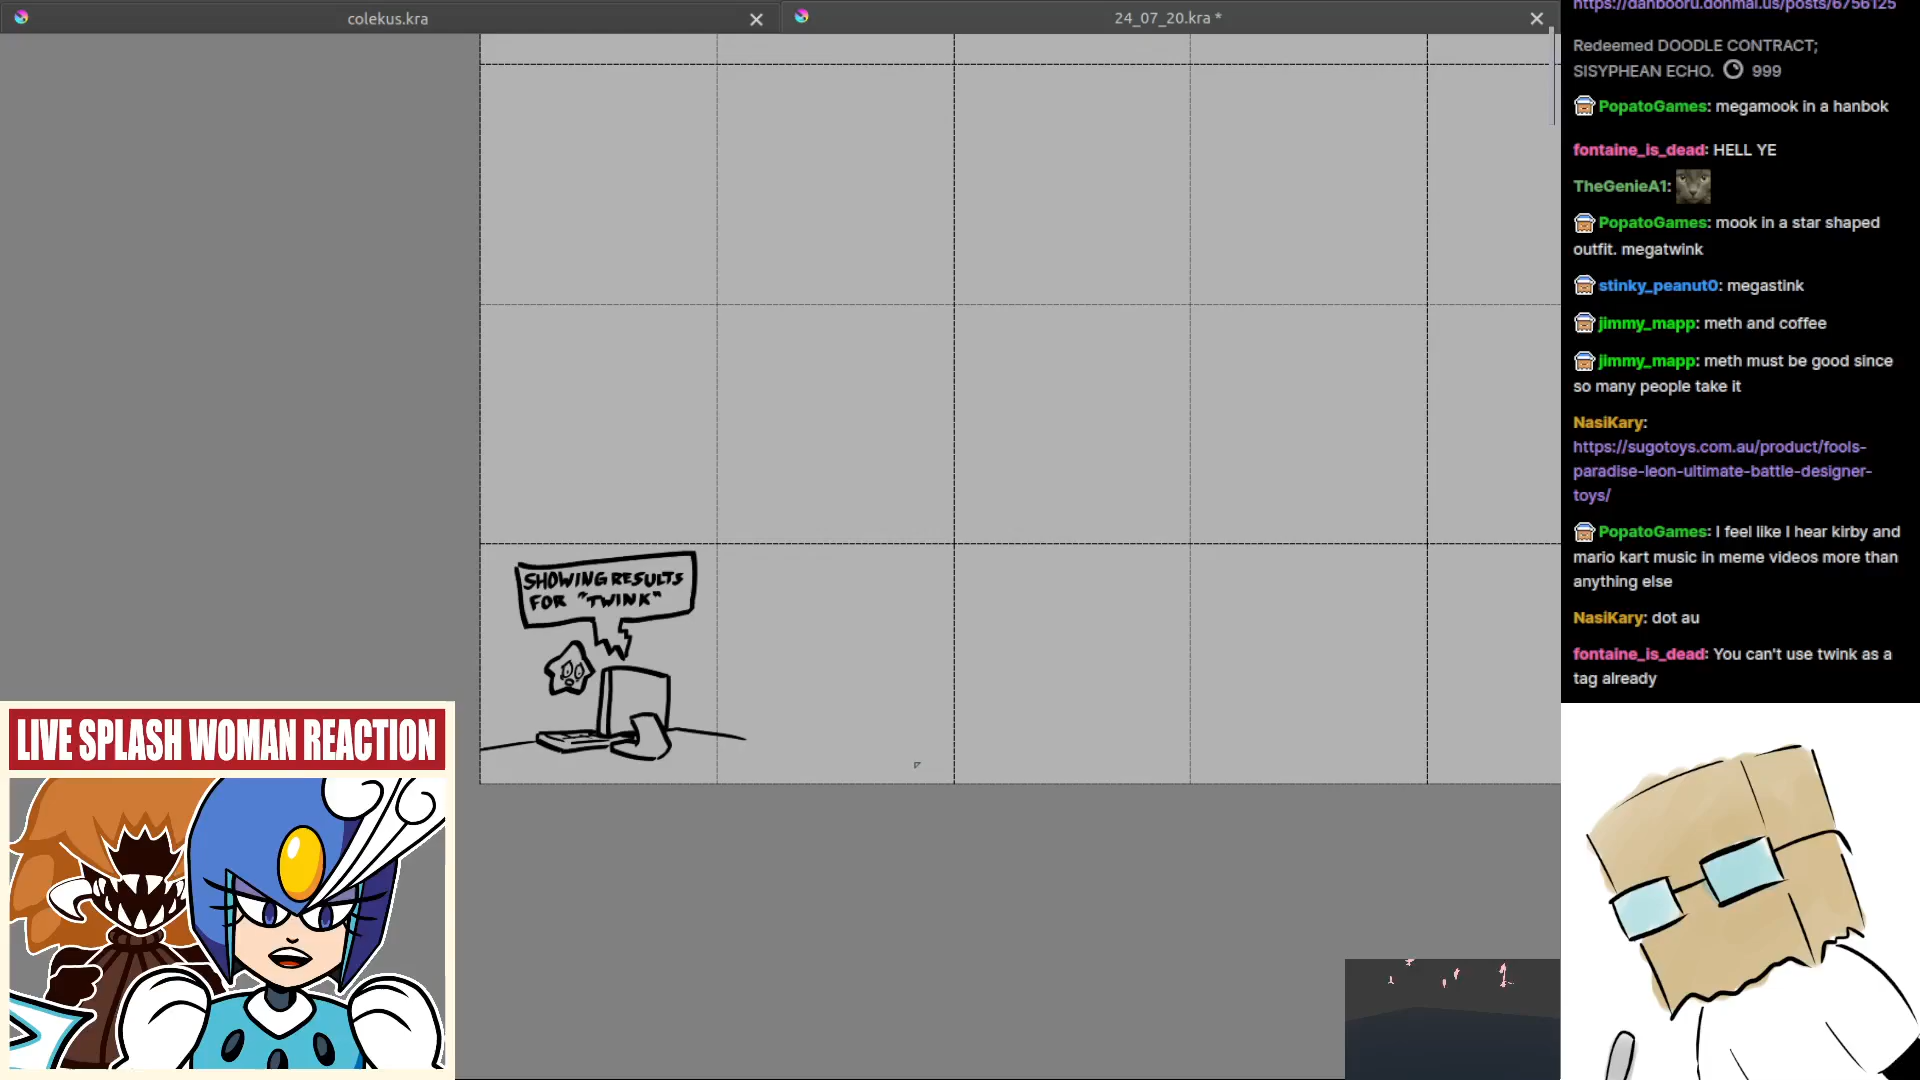 colekus.kra
24_07_20.kra *
https://danbooru.donmai.us/posts/6756125
Redeemed DOODLE CONTRACT;
SISYPHEAN ECHO. 999
PopatoGames: megamook in a hanbok
fontaine_is_dead: HELL YE
TheGenieA1:
PopatoGames: mook in a star shaped
outfit. megatwink
stinky_peanut0: megastink
jimmy_mapp: meth and coffee
jimmy_mapp: meth must be good since
so many people take it
NasiKary:
https://sugotoys.com.au/product/fools-
paradise-leon-ultimate-battle-designer-
toys/
PopatoGames: I feel like I hear kirby and
mario kart music in meme videos more than
anything else
NasiKary: dot au
fontaine_is_dead: You can't use twink as a
tag already
SHOWING RESULTS
FOR "TWINK"
LIVE SPLASH WOMAN REACTION